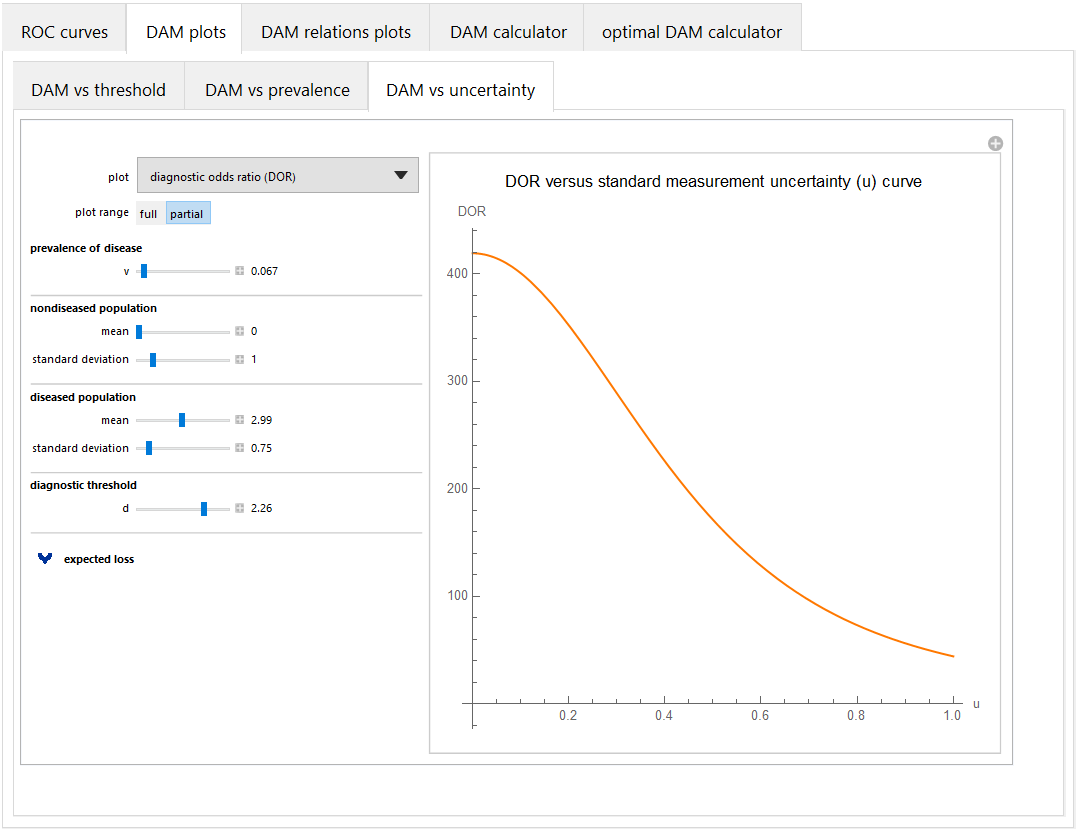 ROC curves DAM plots DAM relations plots DAM calculator optimal DAM calculator
DAM vs threshold DAM vs prevalence DAM vs uncertainty
plot diagnostic odds ratio (DOR)
plot range full partial
prevalence of disease
v 0.067
nondiseased population
mean 0
standard deviation 1
diseased population
mean 2.99
standard deviation 0.75
diagnostic threshold
d 2.26
expected loss
DOR versus standard measurement uncertainty (u) curve
DOR
400
300
200
100
0.2 0.4 0.6 0.8 1.0 u